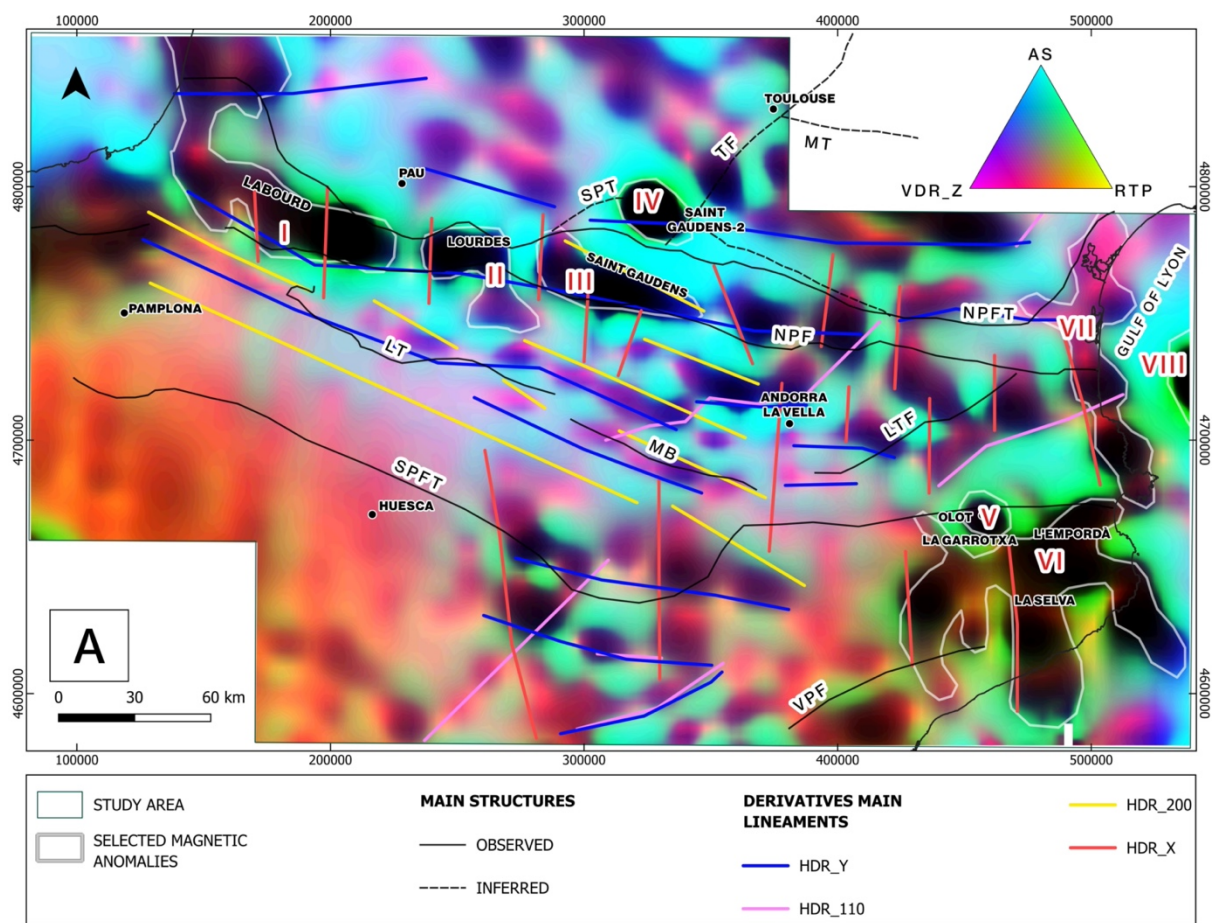 100000 200000 300000 400000 500000
AS
TOULOUSE
TF
MT
VDR_Z RTP
4800000 4800000
PAU
SPT
IV
LABOURD
SAINT
GAUDENS-2
I
LOURDES
II
SAINT GAUDENS
III
GULF OF LYON
PAMPLONA
NPF
NPFT
VII
VIII
LT
ANDORRA
LA VELLA
LTF
4700000 4700000
MB
SPFT
HUESCA
OLOT
V
LA GARROTXA
L'EMPORDÀ
VI
LA SELVA
A
0 30 60 km
VPF
4600000 4600000
100000 200000 300000 400000 500000
STUDY AREA
SELECTED MAGNETIC
ANOMALIES
MAIN STRUCTURES
OBSERVED
INFERRED
DERIVATIVES MAIN
LINEAMENTS
HDR_Y
HDR_110
HDR_200
HDR_X